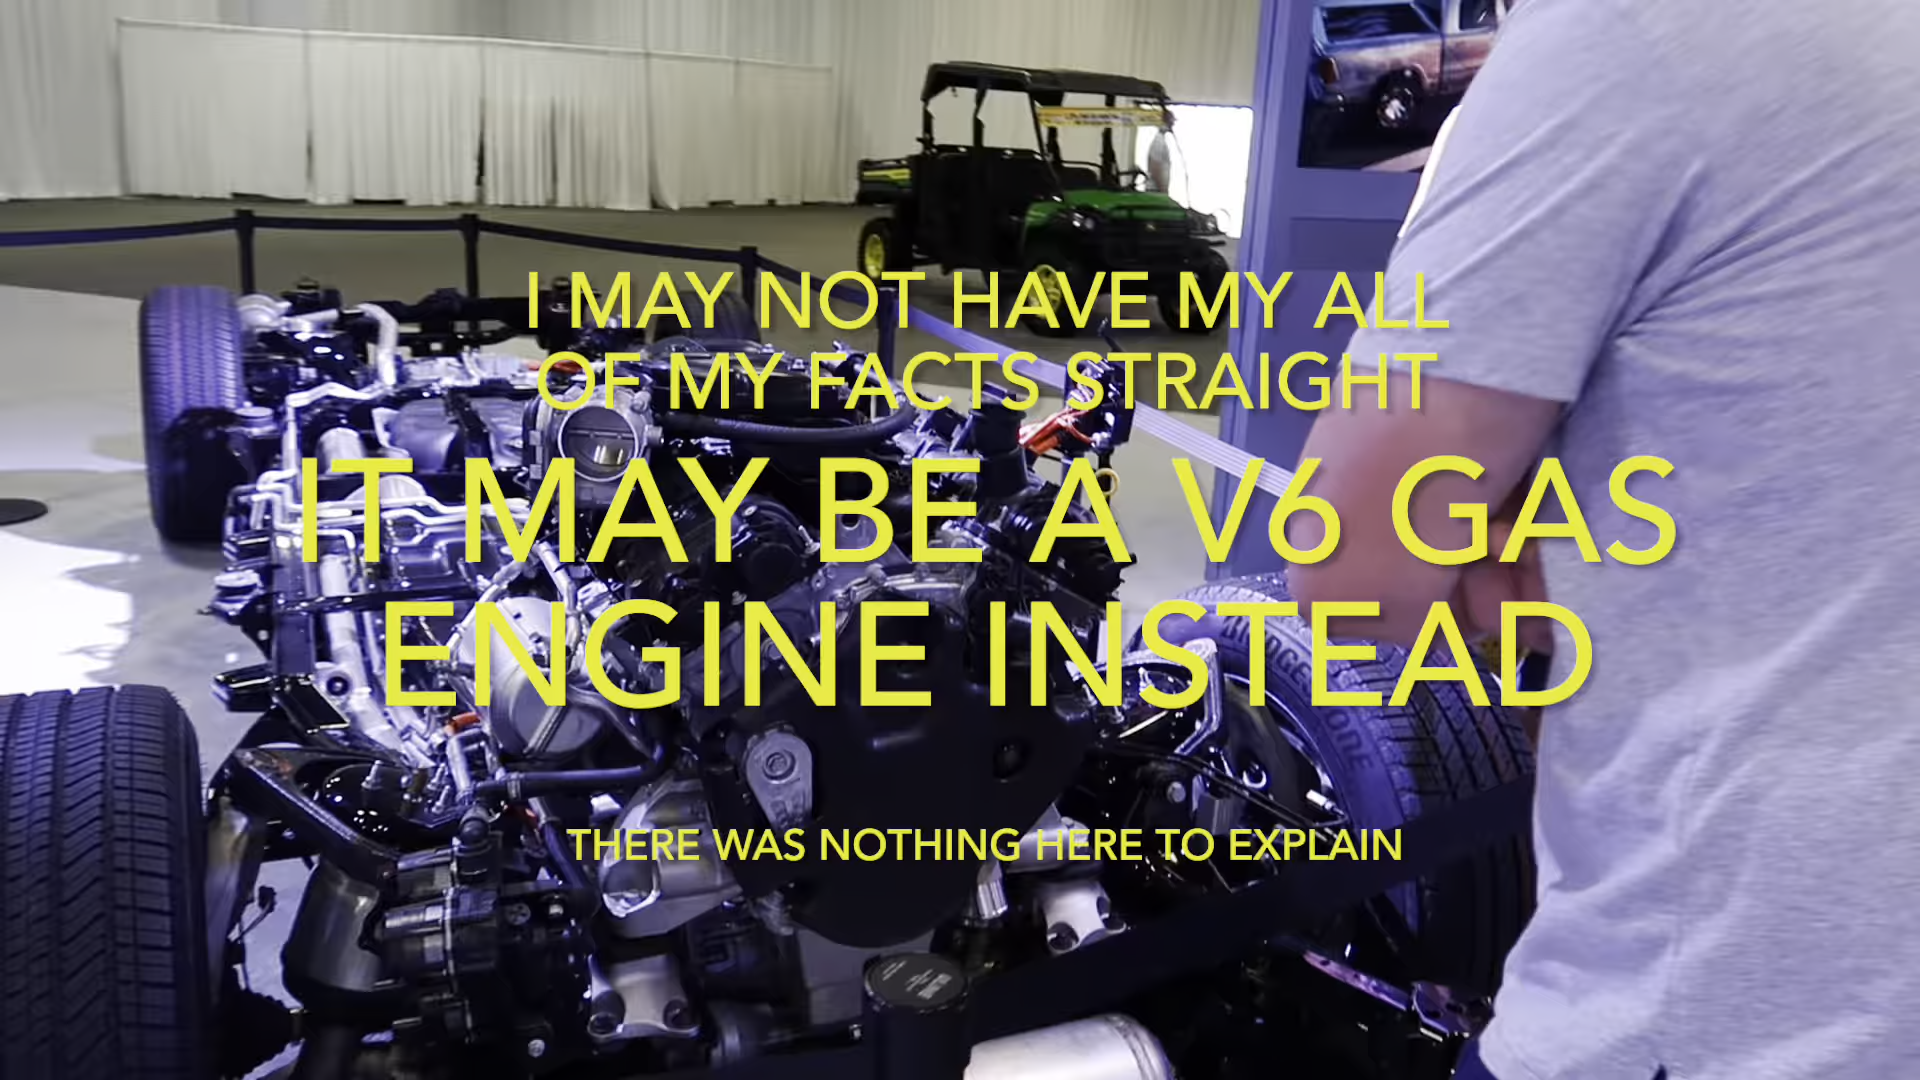 I MAY NOT HAVE MY ALL
OF MY FACTS STRAIGHT
IT MAY BE A V6 GAS
ENGINE INSTEAD
THERE WAS NOTHING HERE TO EXPLAIN